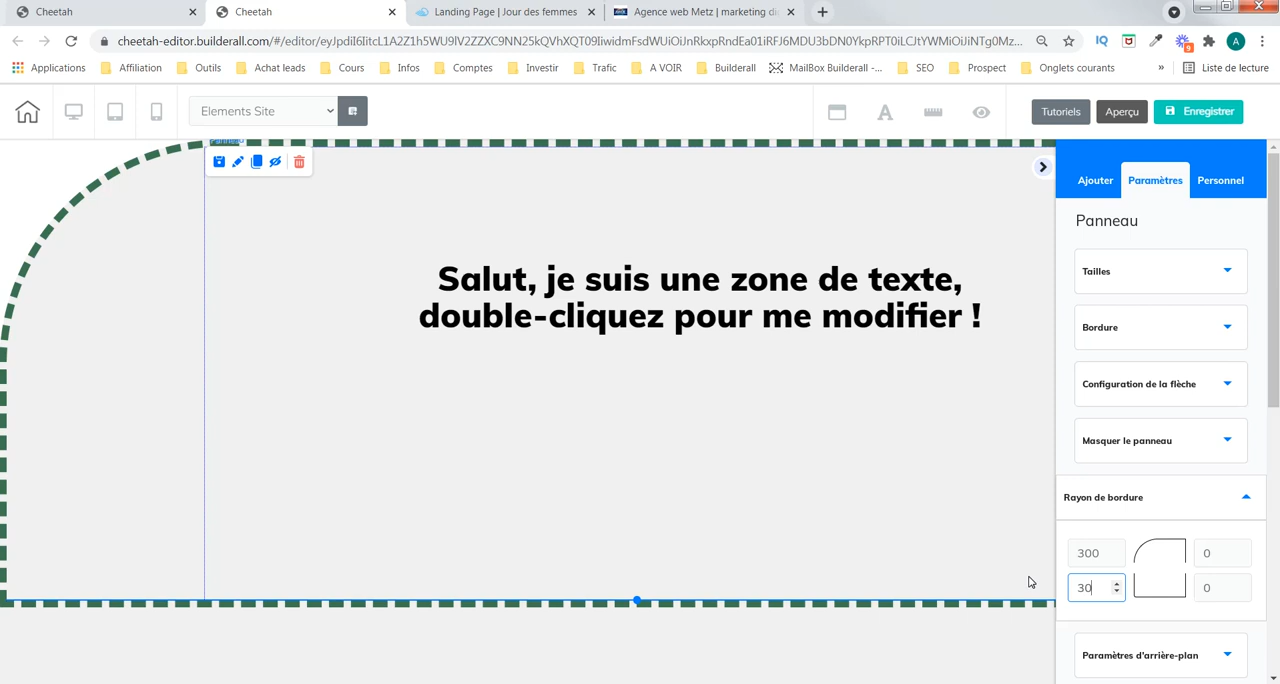 Cheetah
Cheetah
Landing Page | Jour des femmes
Agence web Metz | marketing di
cheetah-editor.builderall.com/#/editor/
Applications
Affiliation
Outils
Achat leads
Cours
Infos
Comptes
Investir
Trafic
A VOIR
Builderall
MailBox Builderall -...
SEO
Prospect
Onglets courants
»
Liste de lecture
IQ
9
A
Elements Site
A
Tutoriels
Aperçu
Enregistrer
Panneau
Salut, je suis une zone de texte,
double-cliquez pour me modifier !
Ajouter
Paramètres
Personnel
Panneau
Tailles
Bordure
Configuration de la flèche
Masquer le panneau
Rayon de bordure
300
0
30
0
Paramètres d'arrière-plan